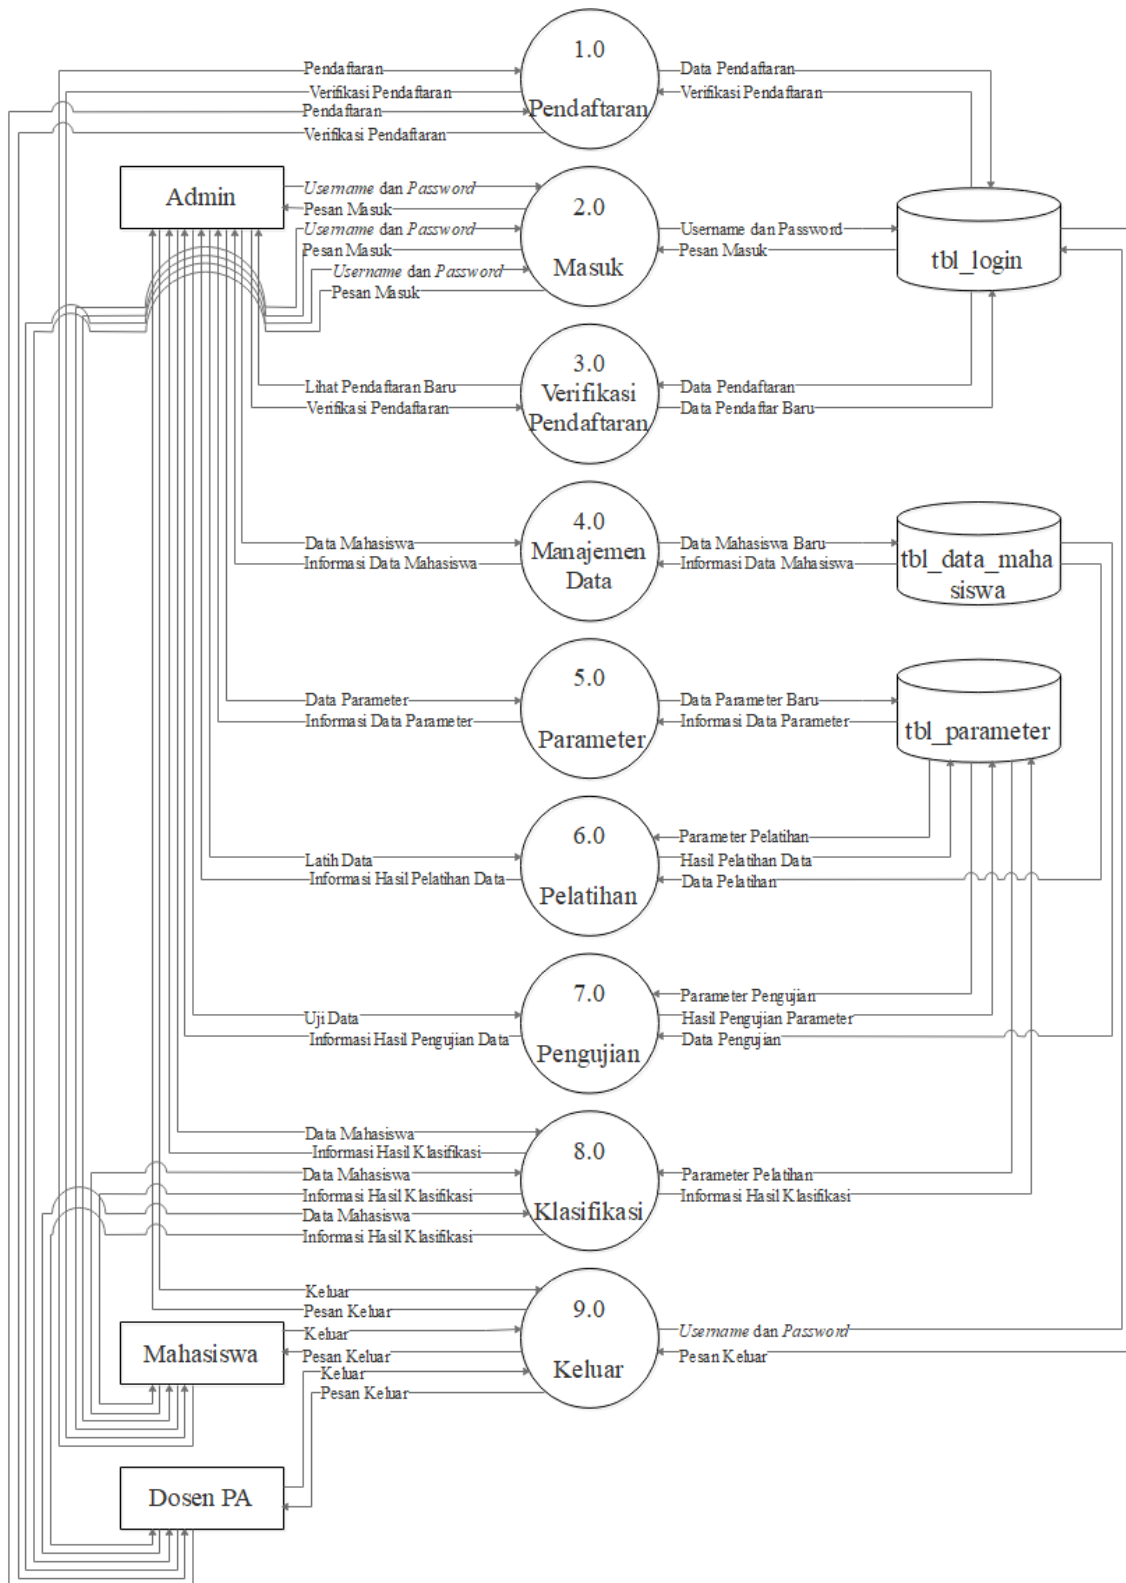 1.0
Pendaftaran
Pendaftaran
Verifikasi Pendaftaran
Pendaftaran
Verifikasi Pendaftaran
Data Pendaftaran
Verifikasi Pendaftaran
Admin
Username dan Password
Pesan Masuk
Username dan Password
Pesan Masuk
Username dan Password
Pesan Masuk
2.0
Masuk
Username dan Password
Pesan Masuk
tbl_login
Lihat Pendaftaran Baru
Verifikasi Pendaftaran
3.0
Verifikasi
Pendaftaran
Data Pendaftaran
Data Pendaftar Baru
Data Mahasiswa
Informasi Data Mahasiswa
4.0
Manajemen
Data
Data Mahasiswa Baru
Informasi Data Mahasiswa
tbl_data_maha
siswa
Data Parameter
Informasi Data Parameter
5.0
Parameter
Data Parameter Baru
Informasi Data Parameter
tbl_parameter
Latih Data
Informasi Hasil Pelatihan Data
6.0
Pelatihan
Parameter Pelatihan
Hasil Pelatihan Data
Data Pelatihan
Uji Data
Informasi Hasil Pengujian Data
7.0
Pengujian
Parameter Pengujian
Hasil Pengujian Parameter
Data Pengujian
Data Mahasiswa
Informasi Hasil Klasifikasi
Data Mahasiswa
Informasi Hasil Klasifikasi
Data Mahasiswa
Informasi Hasil Klasifikasi
8.0
Klasifikasi
Parameter Pelatihan
Informasi Hasil Klasifikasi
Keluar
Pesan Keluar
Keluar
Pesan Keluar
Keluar
Pesan Keluar
9.0
Keluar
Username dan Password
Pesan Keluar
Mahasiswa
Dosen PA